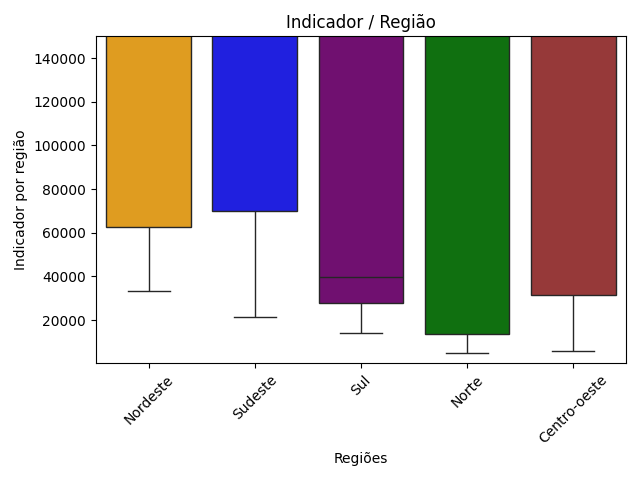 Indicador / Região
140000
120000
100000
80000
60000
40000
20000
Indicador por região
Nordeste
Sudeste
Sul
Norte
Centro-oeste
Regiões